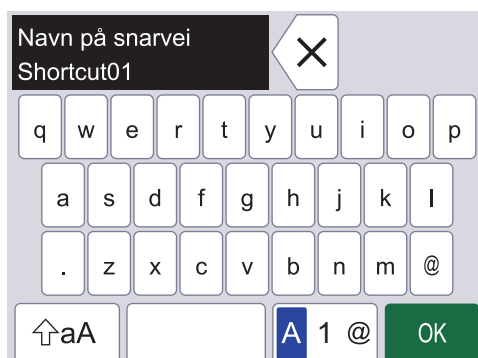 Navn på snarvei
Shortcut01
q w e r t y u i o p
a s d f g h j k l
. z x c v b n m @
aA A 1 @ OK